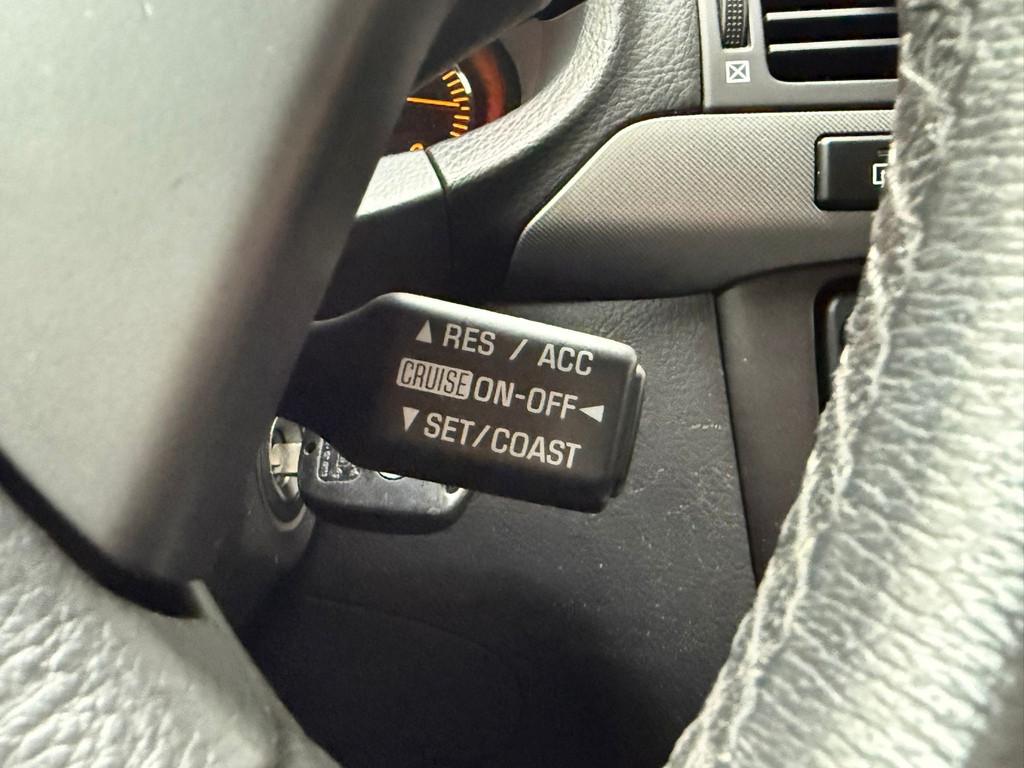 ▲ RES / ACC
CRUISE ON-OFF ◀
▼ SET/COAST